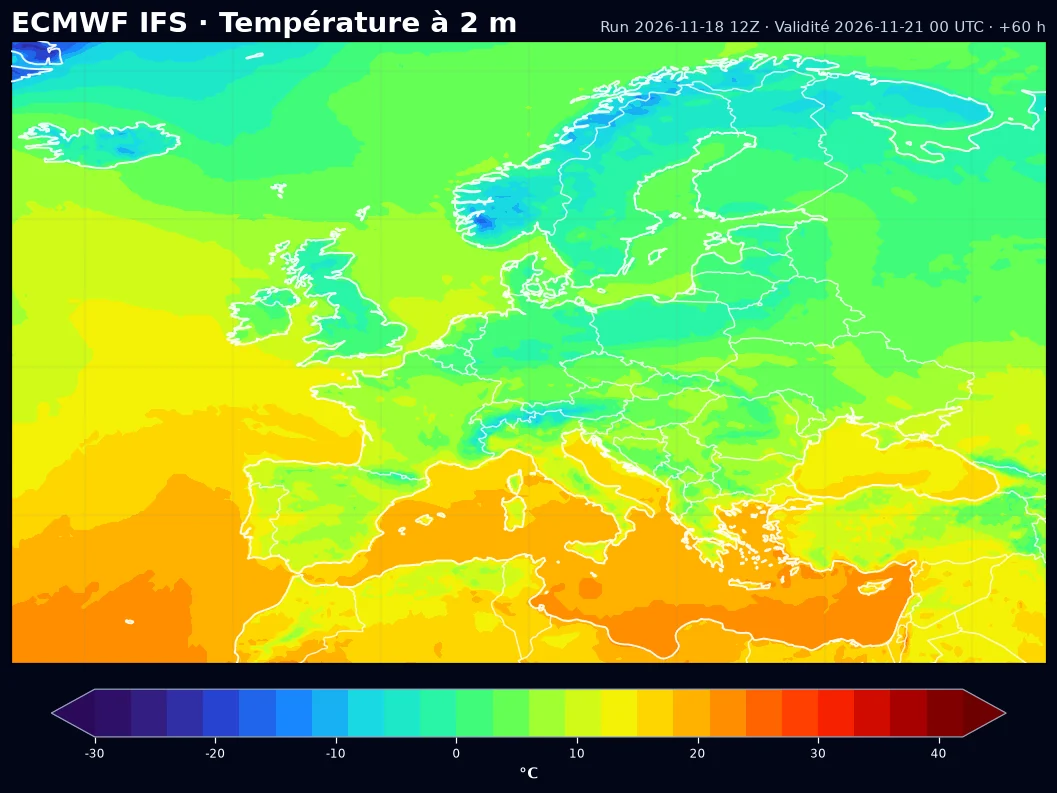 ECMWF IFS · Température à 2 m
Run 2026-11-18 12Z · Validité 2026-11-21 00 UTC · +60 h
-30 -20 -10 0 10 20 30 40
°C